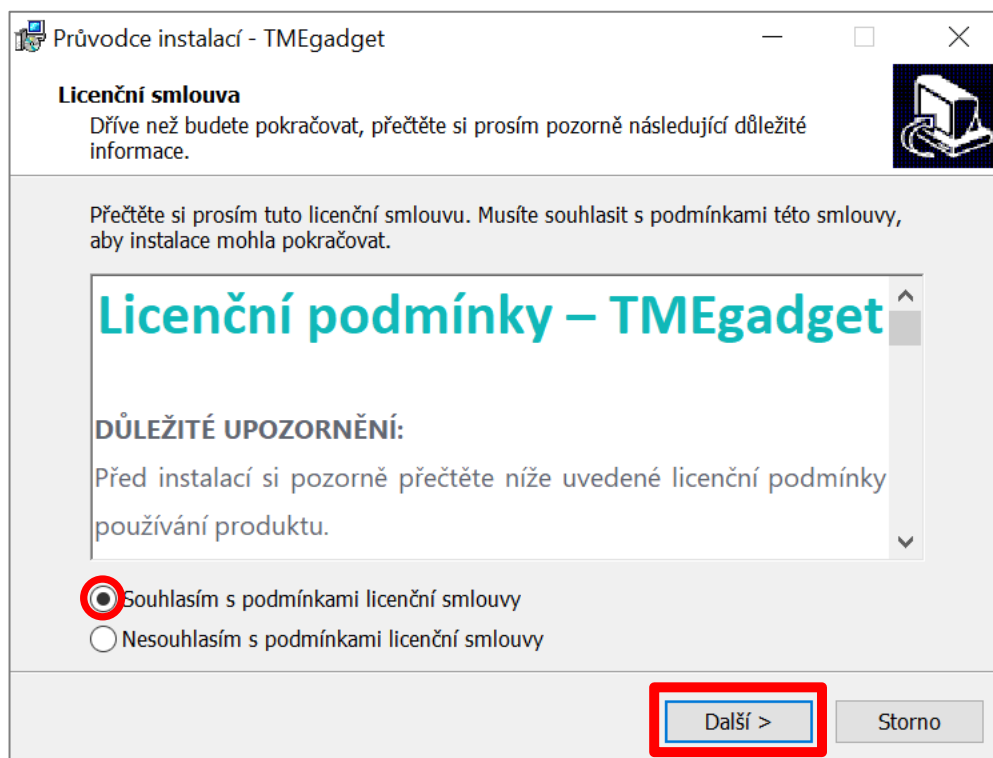 Průvodce instalací - TMEgadget
Licenční smlouva
Dříve než budete pokračovat, přečtěte si prosím pozorně následující důležité
informace.
Přečtěte si prosím tuto licenční smlouvu. Musíte souhlasit s podmínkami této smlouvy,
aby instalace mohla pokračovat.
Licenční podmínky – TMEgadget
DŮLEŽITÉ UPOZORNĚNÍ:
Před instalací si pozorně přečtěte níže uvedené licenční podmínky
používání produktu.
Souhlasím s podmínkami licenční smlouvy
Nesouhlasím s podmínkami licenční smlouvy
Další >
Storno